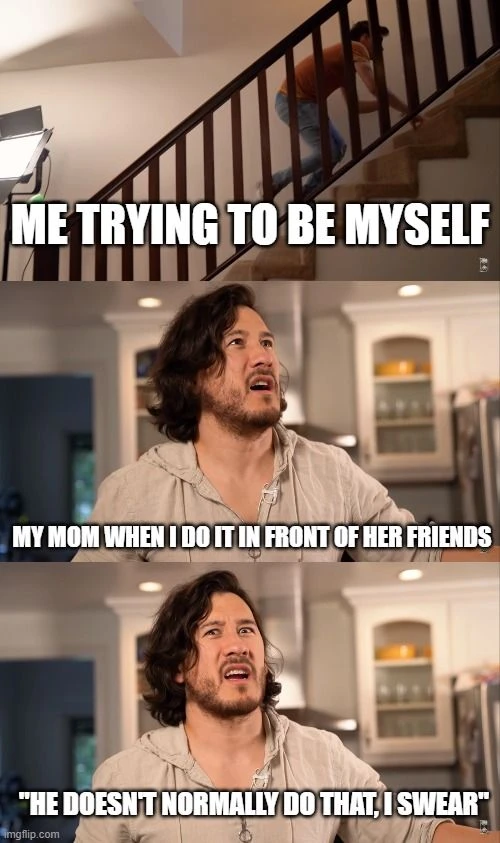 ME TRYING TO BE MYSELF
MY MOM WHEN I DO IT IN FRONT OF HER FRIENDS
"HE DOESN'T NORMALLY DO THAT, I SWEAR"
imgflip.com